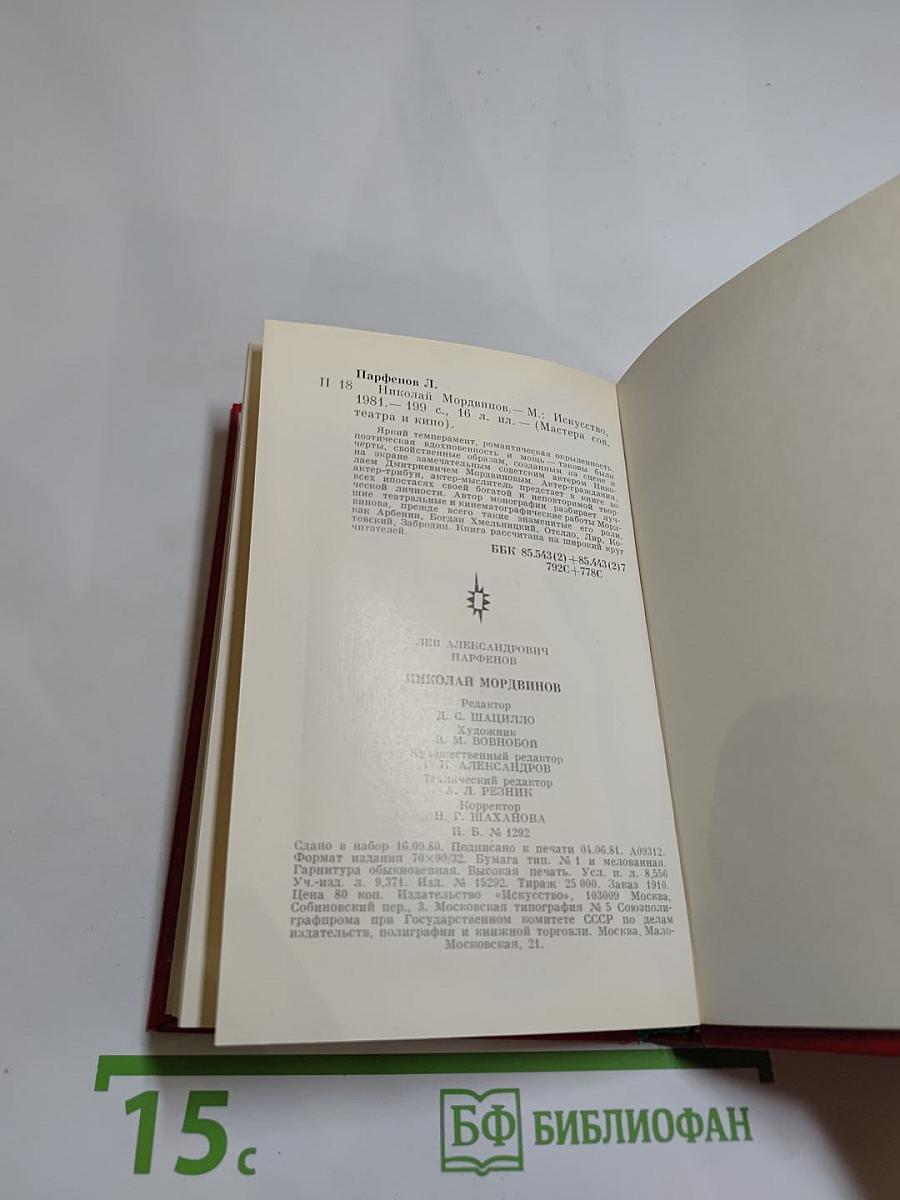 Парфенов Л.
П 18 Николай Мордвинов.— М.: Искусство,
1981.— 199 с., 16 л. ил.— (Мастера сов.
театра и кино).
Яркий темперамент, романтическая окрыленность,
поэтическая вдохновенность и мощь — таковы были
черты, свойственные образам, созданным на сцене и
на экране замечательным советским актером Нико-
лаем Дмитриевичем Мордвиновым. Актер-гражданин,
актер-трибун, актер-мыслитель предстает в книге во
всех ипостасях своей богатой и неповторимой твор-
ческой личности. Автор монографии разбирает луч-
шие театральные и кинематографические работы Морд-
винова, прежде всего такие знаменитые его роли,
как Арбенин, Богдан Хмельницкий, Отелло, Лир, Ко-
товский, Забродин. Книга рассчитана на широкий круг
читателей.
ББК 85.543(2)+85.443(2)7
792С+778С
ЛЕВ АЛЕКСАНДРОВИЧ
ПАРФЕНОВ
НИКОЛАЙ МОРДВИНОВ
Редактор
Д. С. ШАЦИЛЛО
Художник
В. М. ВОВНОБОЙ
Художественный редактор
Г. К. АЛЕКСАНДРОВ
Технический редактор
А. Л. РЕЗНИК
Корректор
Н. Г. ШАХАНОВА
И. Б. № 1292
Сдано в набор 16.09.80. Подписано к печати 04.06.81. А09312.
Формат издания 70×90/32. Бумага тип. №1 и мелованная.
Гарнитура обыкновенная. Высокая печать. Усл. п. л. 8,556
Уч.-изд. л. 9,371. Изд. № 15292. Тираж 25 000. Заказ 1910.
Цена 80 коп. Издательство «Искусство», 103009 Москва,
Собиновский пер., 3. Московская типография № 5 Союзполи-
графпрома при Государственном комитете СССР по делам
издательств, полиграфии и книжной торговли. Москва, Мало-
Московская, 21.
15 с
БФ БИБЛИОФАН